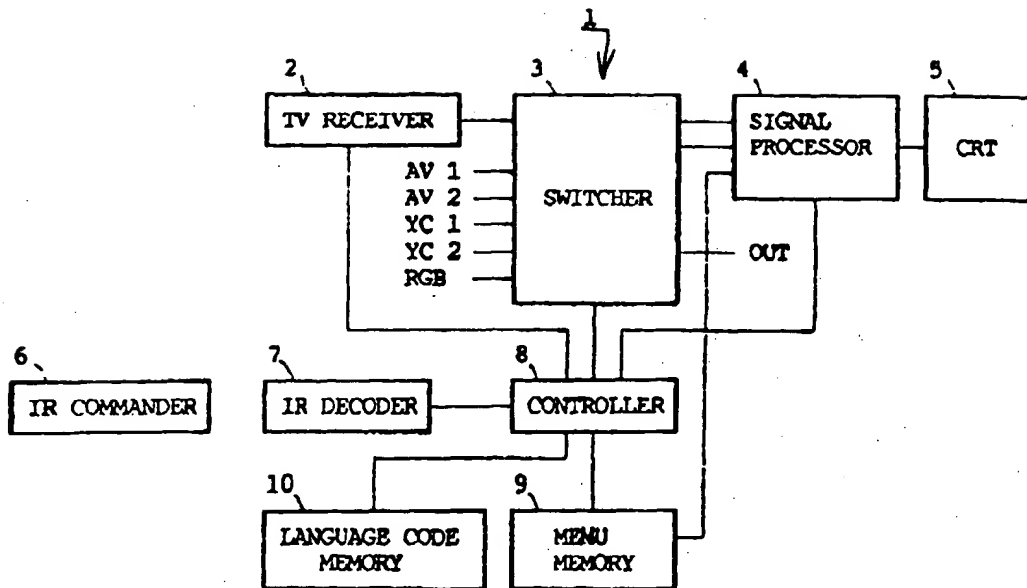 1
2
3
4
5
TV RECEIVER
SWITCHER
SIGNAL
PROCESSOR
CRT
AV 1
AV 2
YC 1
YC 2
RGB
OUT
6
7
8
IR COMMANDER
IR DECODER
CONTROLLER
10
9
LANGUAGE CODE
MEMORY
MENU
MEMORY